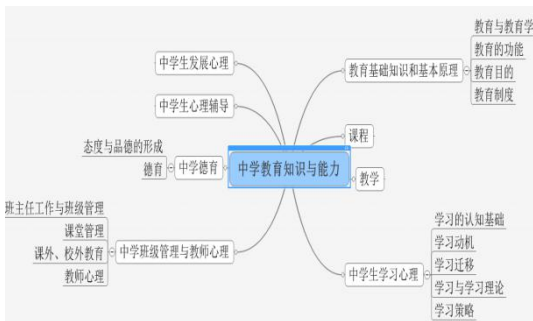 教育与教育学
教育的功能
教育基础知识和基本原理
教育目的
教育制度
课程
教学
学习的认知基础
学习动机
中学生学习心理
学习迁移
学习与学习理论
学习策略
中学教育知识与能力
中学生发展心理
中学生心理辅导
态度与品德的形成
德育
中学德育
班主任工作与班级管理
课堂管理
中学班级管理与教师心理
课外、校外教育
教师心理